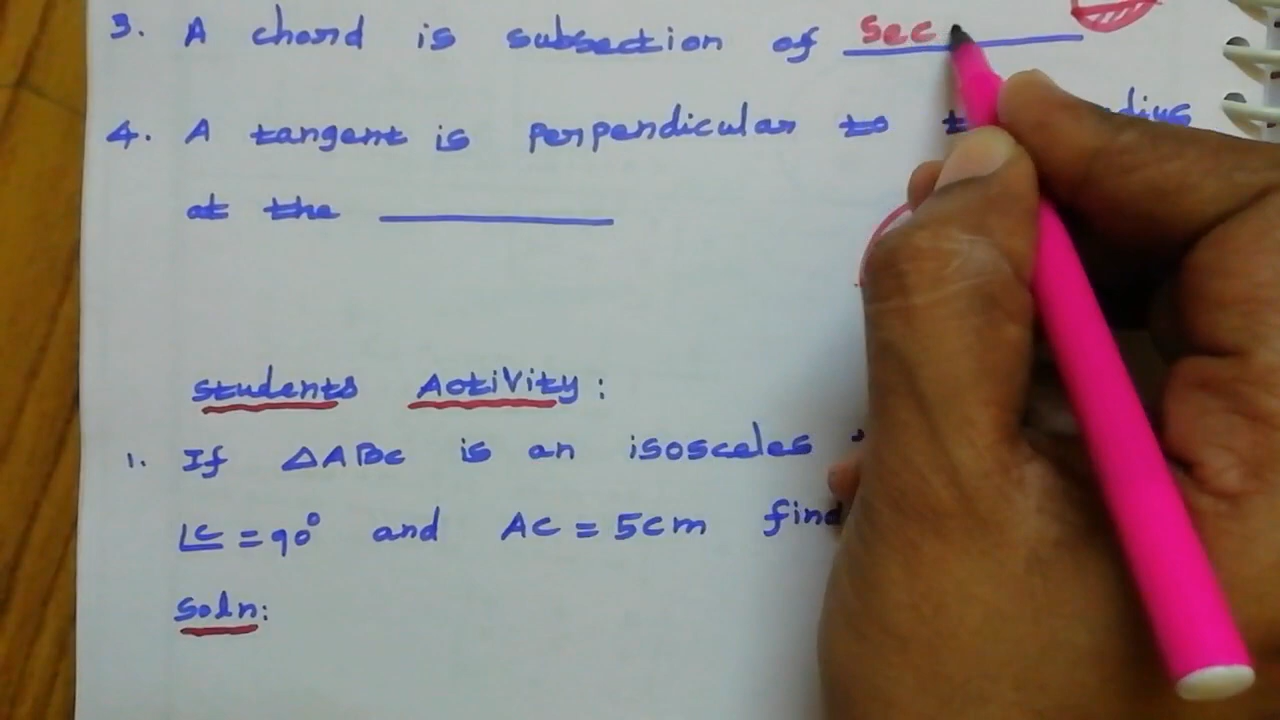 3. A chord is subsection of Sec
4. A tangent is perpendicular to
at the
Students Activity:
1. If △ABC is an isosceles
∠C = 90° and AC = 5cm find
Soln: